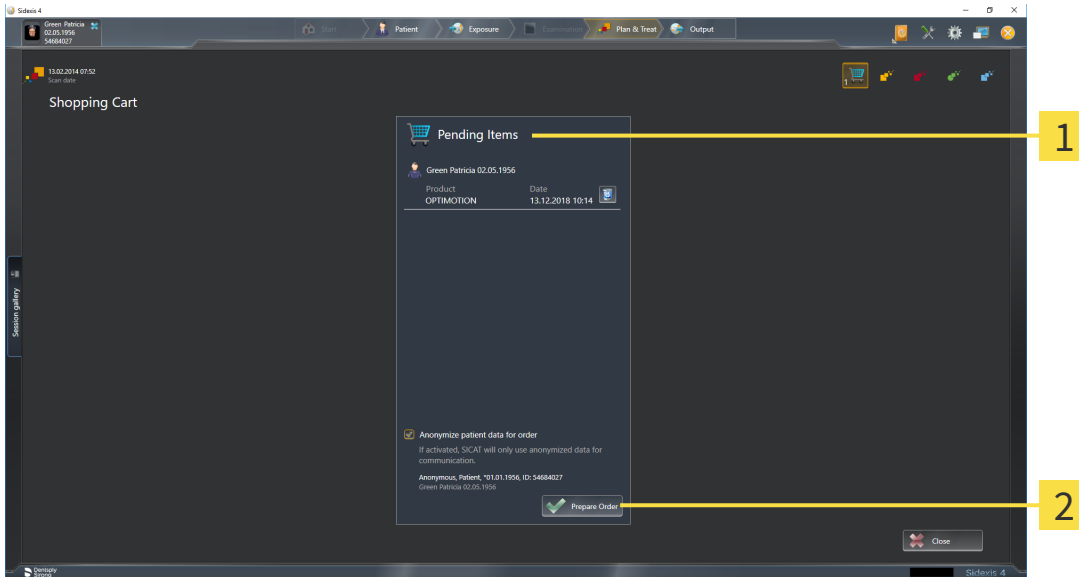 Sidexis 4
Green Patricia
02.05.1956
54684027
Start
Patient
Exposure
Examination
Plan & Treat
Output
13.02.2014 07:52
Scan date
1
Shopping Cart
Pending Items
1
Green Patricia 02.05.1956
Product Date
OPTIMOTION 13.12.2018 10:14
Session gallery
Anonymize patient data for order
If activated, SICAT will only use anonymized data for
communication.
Anonymous, Patient, *01.01.1956, ID: 54684027
Green Patricia 02.05.1956
Prepare Order
2
Close
Dentsply
Sirona
Sidexis 4